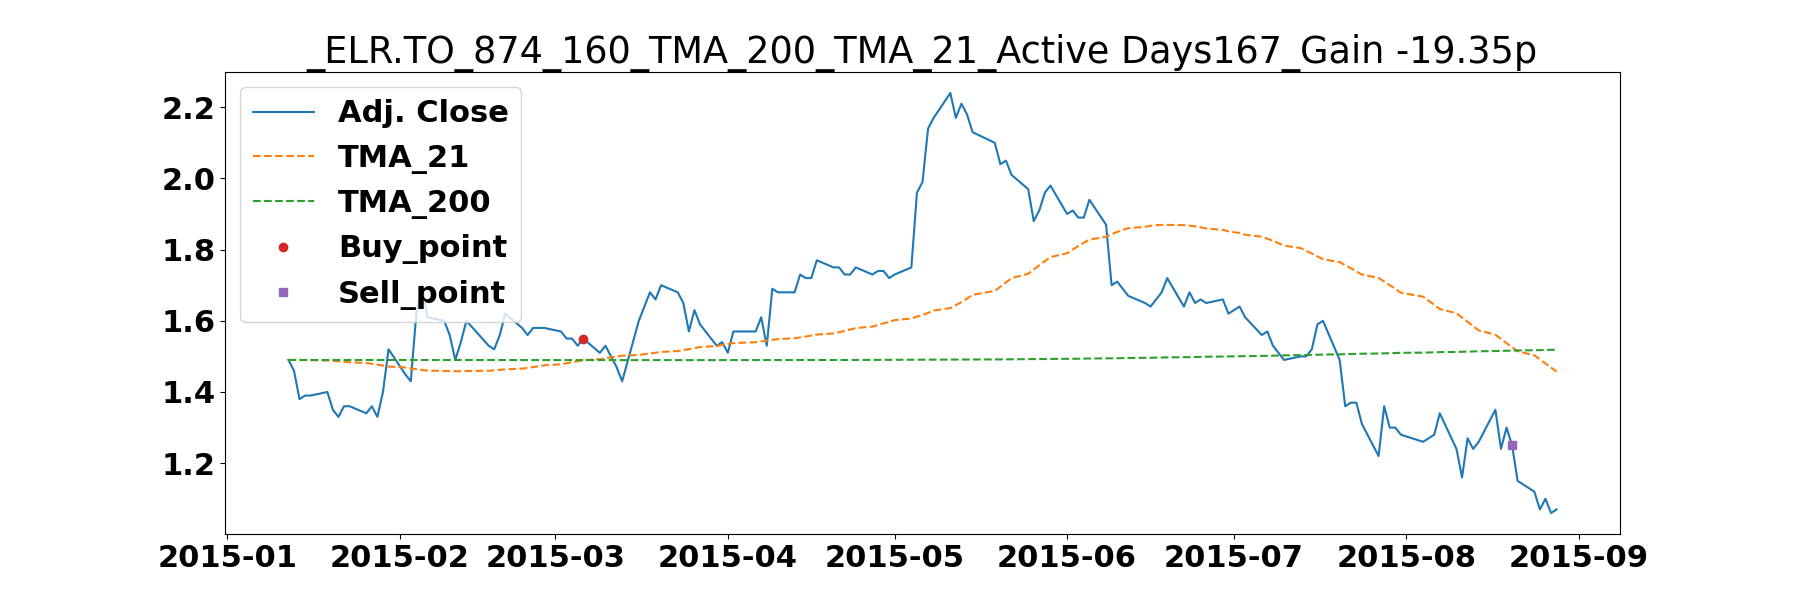 _ELR.TO_874_160_TMA_200_TMA_21_Active Days167_Gain -19.35p
2.2
2.0
1.8
1.6
1.4
1.2
Adj. Close
TMA_21
TMA_200
Buy_point
Sell_point
2015-01 2015-02 2015-03 2015-04 2015-05 2015-06 2015-07 2015-08 2015-09